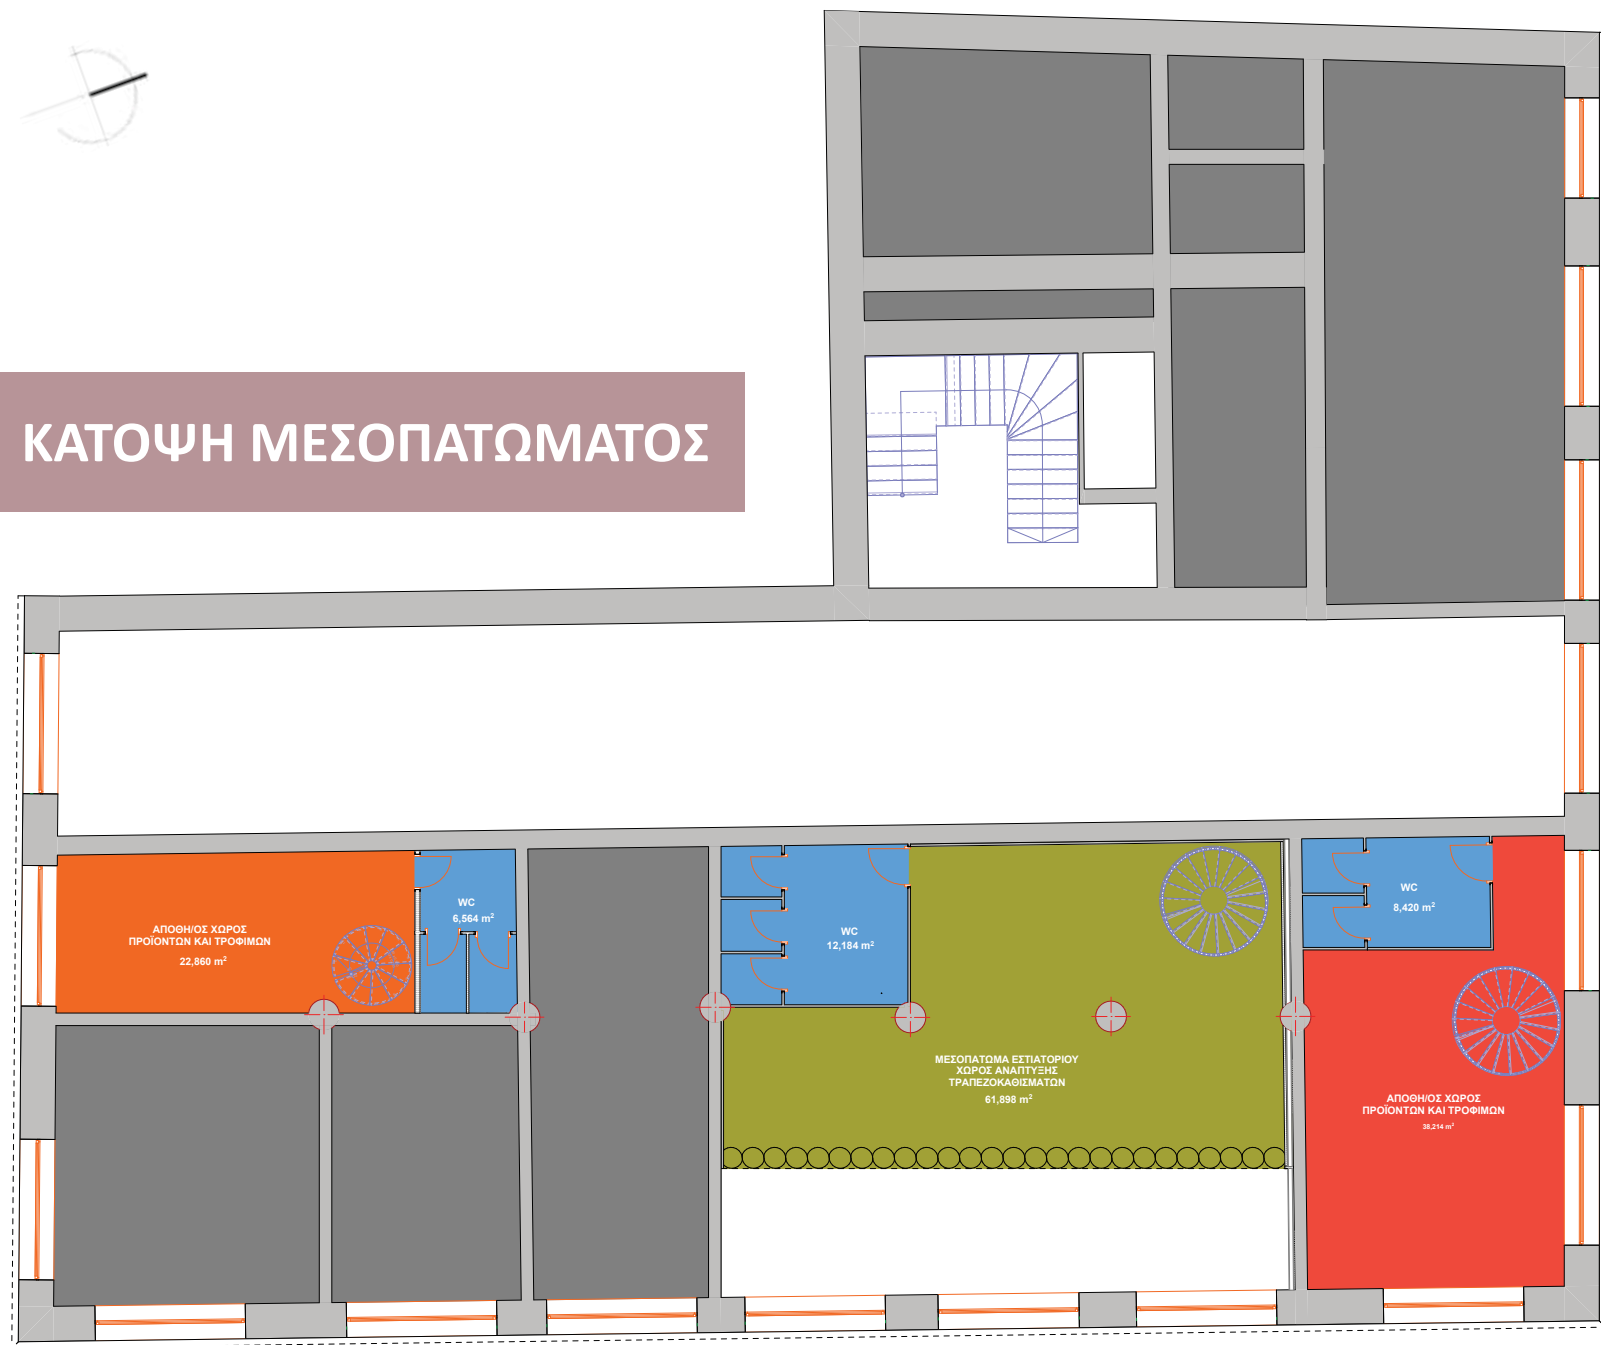 ΚΑΤΟΨΗ ΜΕΣΟΠΑΤΩΜΑΤΟΣ
ΑΠΟΘΗ/ΟΣ ΧΩΡΟΣ
ΠΡΟΪΟΝΤΩΝ ΚΑΙ ΤΡΟΦΙΜΩΝ
22,860 m²
WC
6,564 m²
WC
12,184 m²
ΜΕΣΟΠΑΤΩΜΑ ΕΣΤΙΑΤΟΡΙΟΥ
ΧΩΡΟΣ ΑΝΑΠΤΥΞΗΣ
ΤΡΑΠΕΖΟΚΑΘΙΣΜΑΤΩΝ
61,898 m²
WC
8,420 m²
ΑΠΟΘΗ/ΟΣ ΧΩΡΟΣ
ΠΡΟΪΟΝΤΩΝ ΚΑΙ ΤΡΟΦΙΜΩΝ
38,214 m²